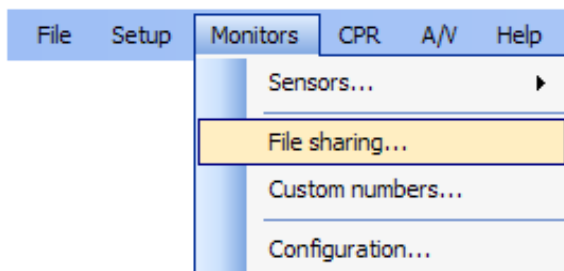 File Setup Monitors CPR A/V Help
Sensors...
File sharing...
Custom numbers...
Configuration...